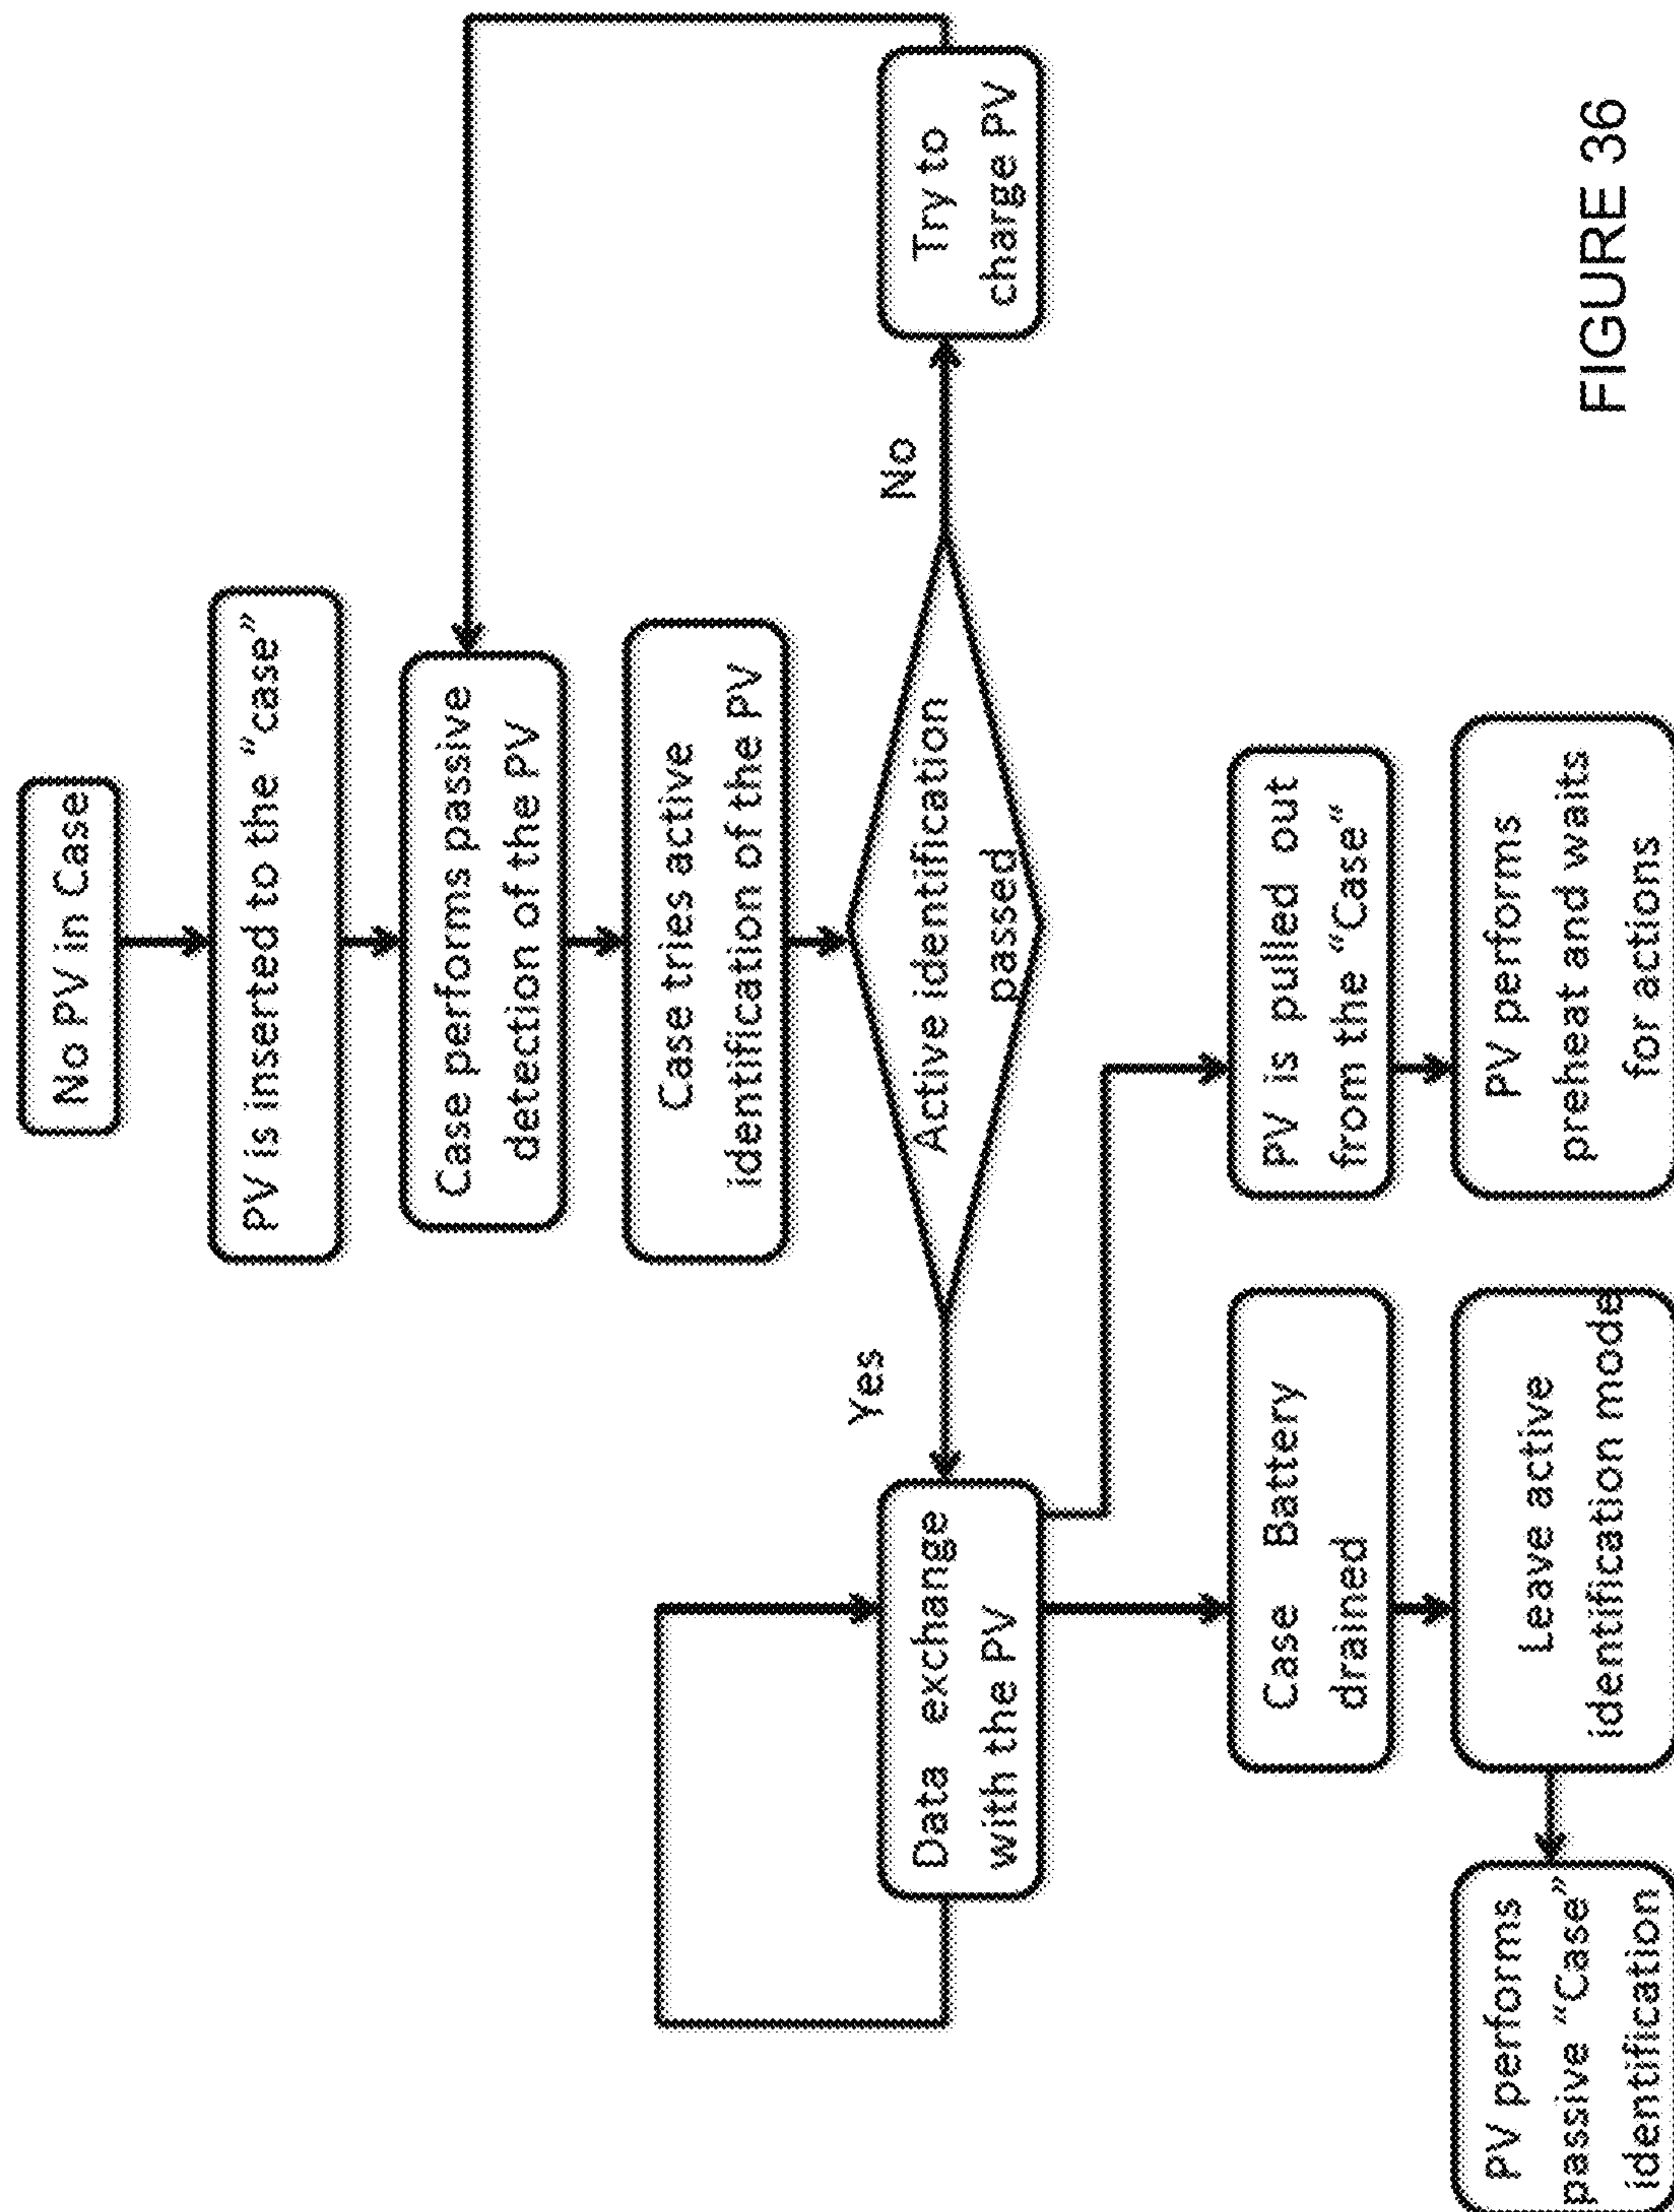 No PV in Case
PV is inserted to the "case"
Case performs passive
detection of the PV
Case tries active
identification of the PV
Active identification
passed
Yes
No
Data exchange
with the PV
Try to
charge PV
Case Battery
drained
PV is pulled out
from the "Case"
PV performs
passive "Case"
identification
Leave active
identification mode
PV performs
preheat and waits
for actions
FIGURE 36